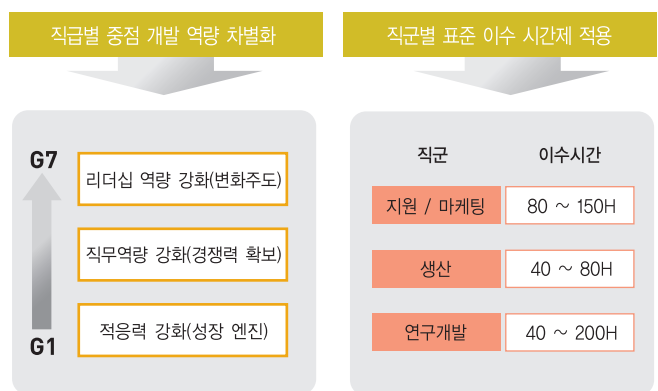 직급별 중점 개발 역량 차별화
G7
리더십 역량 강화(변화주도)
직무역량 강화(경쟁력 확보)
적응력 강화(성장 엔진)
G1
직군별 표준 이수 시간제 적용
직군 이수시간
지원 / 마케팅 80 ~ 150H
생산 40 ~ 80H
연구개발 40 ~ 200H